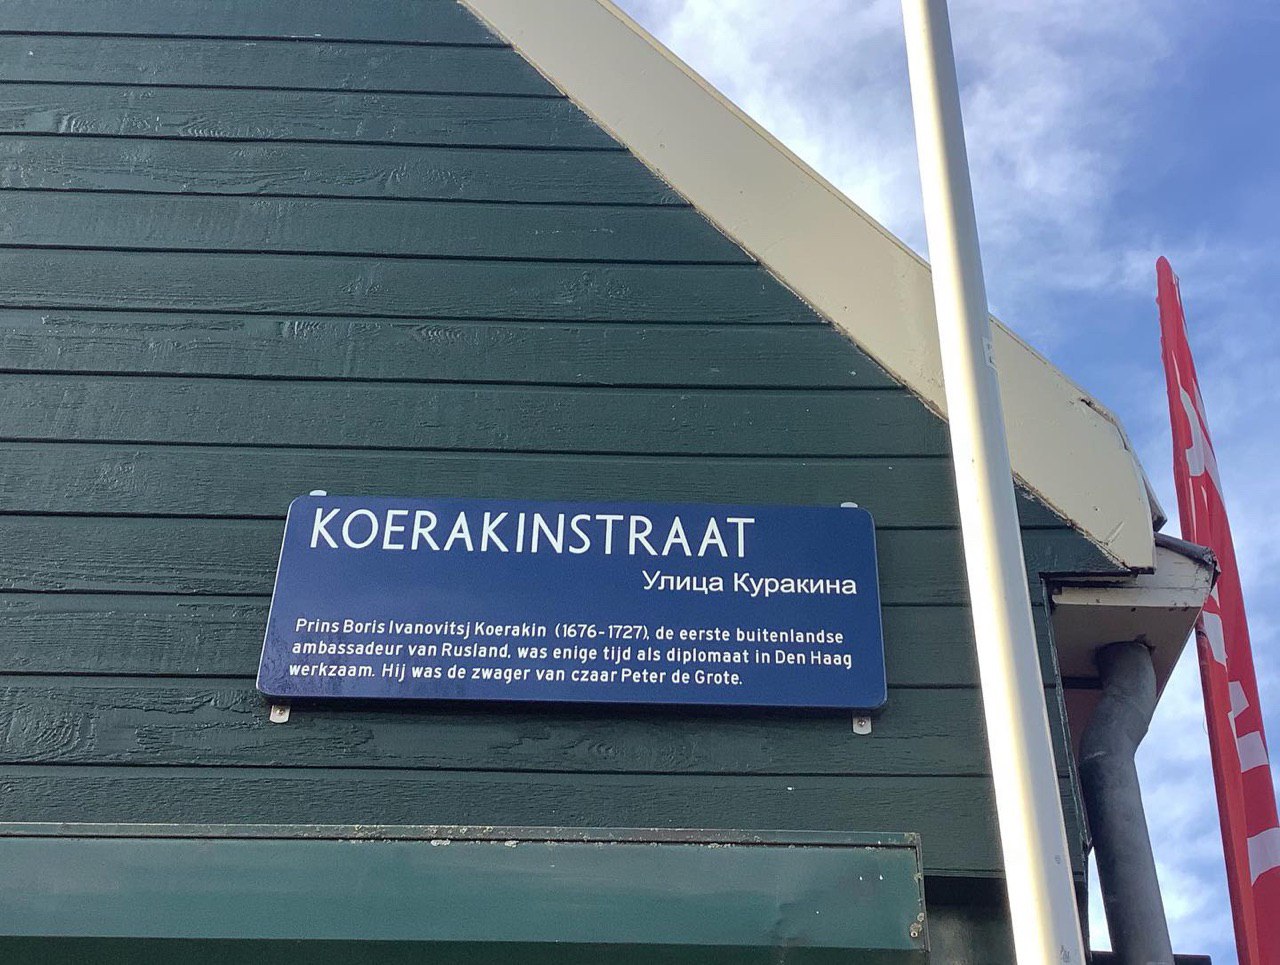 KOERAKINSTRAAT
Улица Куракина
Prins Boris Ivanovitsj Koerakin (1676-1727), de eerste buitenlandse
ambassadeur van Rusland, was enige tijd als diplomaat in Den Haag
werkzaam. Hij was de zwager van czaar Peter de Grote.